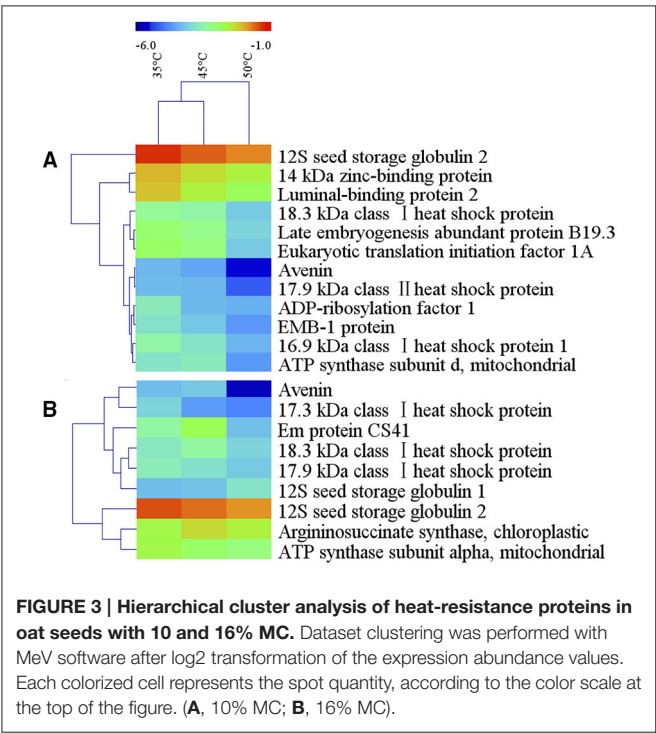 -6.0 -1.0
35°C 45°C 50°C
A
12S seed storage globulin 2
14 kDa zinc-binding protein
Luminal-binding protein 2
18.3 kDa class Ⅰ heat shock protein
Late embryogenesis abundant protein B19.3
Eukaryotic translation initiation factor 1A
Avenin
17.9 kDa class Ⅱ heat shock protein
ADP-ribosylation factor 1
EMB-1 protein
16.9 kDa class Ⅰ heat shock protein 1
ATP synthase subunit d, mitochondrial
B
Avenin
17.3 kDa class Ⅰ heat shock protein
Em protein CS41
18.3 kDa class Ⅰ heat shock protein
17.9 kDa class Ⅰ heat shock protein
12S seed storage globulin 1
12S seed storage globulin 2
Argininosuccinate synthase, chloroplastic
ATP synthase subunit alpha, mitochondrial
FIGURE 3 | Hierarchical cluster analysis of heat-resistance proteins in
oat seeds with 10 and 16% MC. Dataset clustering was performed with
MeV software after log2 transformation of the expression abundance values.
Each colorized cell represents the spot quantity, according to the color scale at
the top of the figure. (A, 10% MC; B, 16% MC).